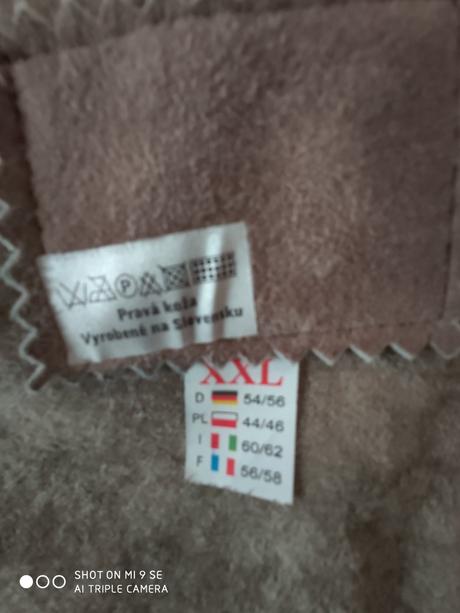 P
Pravá koža
Vyrobené na Slovensku
XXL
D 54/56
PL 44/46
I 60/62
F 56/58
SHOT ON MI 9 SE
AI TRIPLE CAMERA